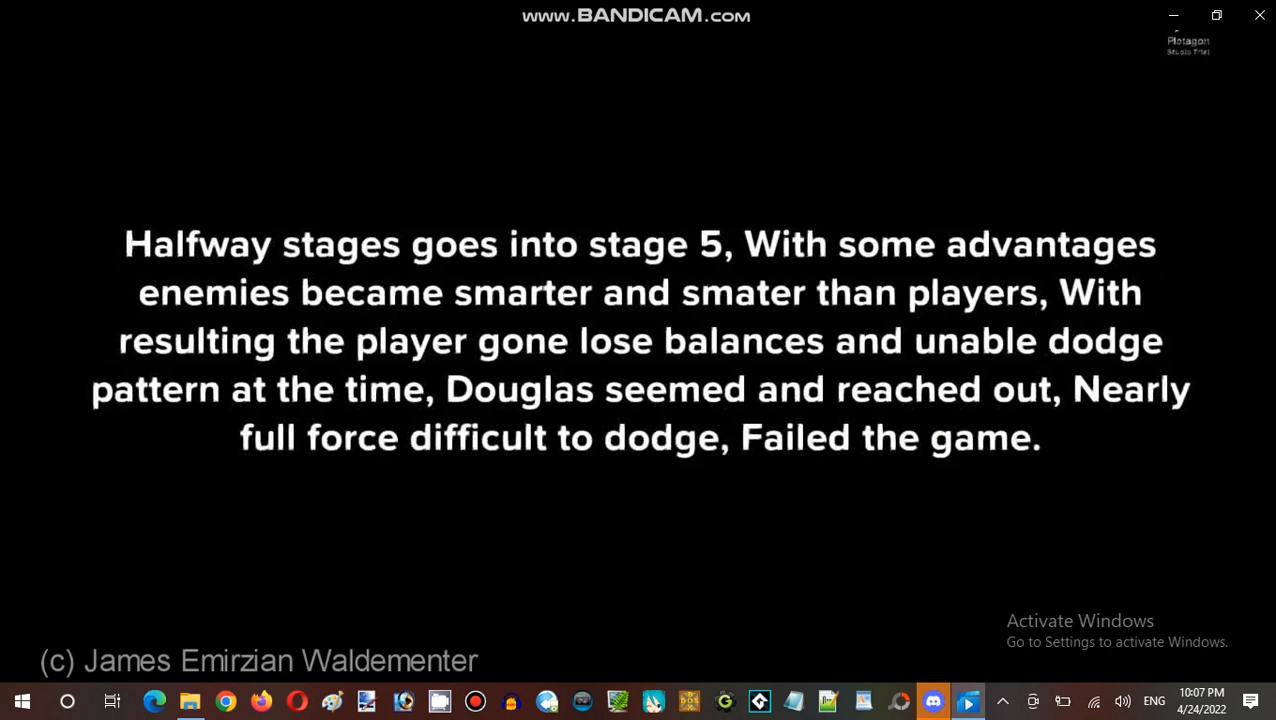 www.BANDICAM.com
Plotagon
Studio Trial
Halfway stages goes into stage 5, With some advantages
enemies became smarter and smater than players, With
resulting the player gone lose balances and unable dodge
pattern at the time, Douglas seemed and reached out, Nearly
full force difficult to dodge, Failed the game.
Activate Windows
Go to Settings to activate Windows.
(c) James Emirzian Waldementer
ENG
10:07 PM
4/24/2022